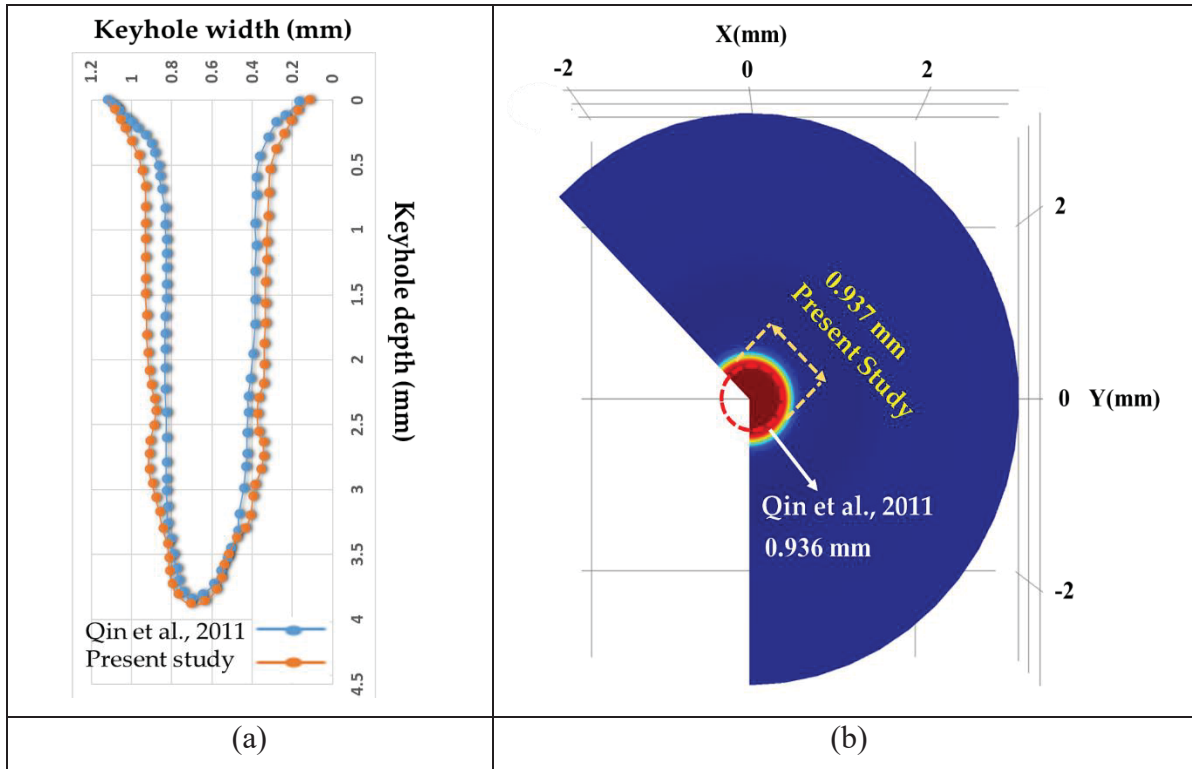 Keyhole width (mm)
1.2 1 0.8 0.6 0.4 0.2 0
0
0.5
1
1.5
2
2.5
3
3.5
4
4.5
Keyhole depth (mm)
Qin et al., 2011
Present study
(a)
X(mm)
-2 0 2
2
0 Y(mm)
-2
0.937 mm
Present Study
Qin et al., 2011
0.936 mm
(b)